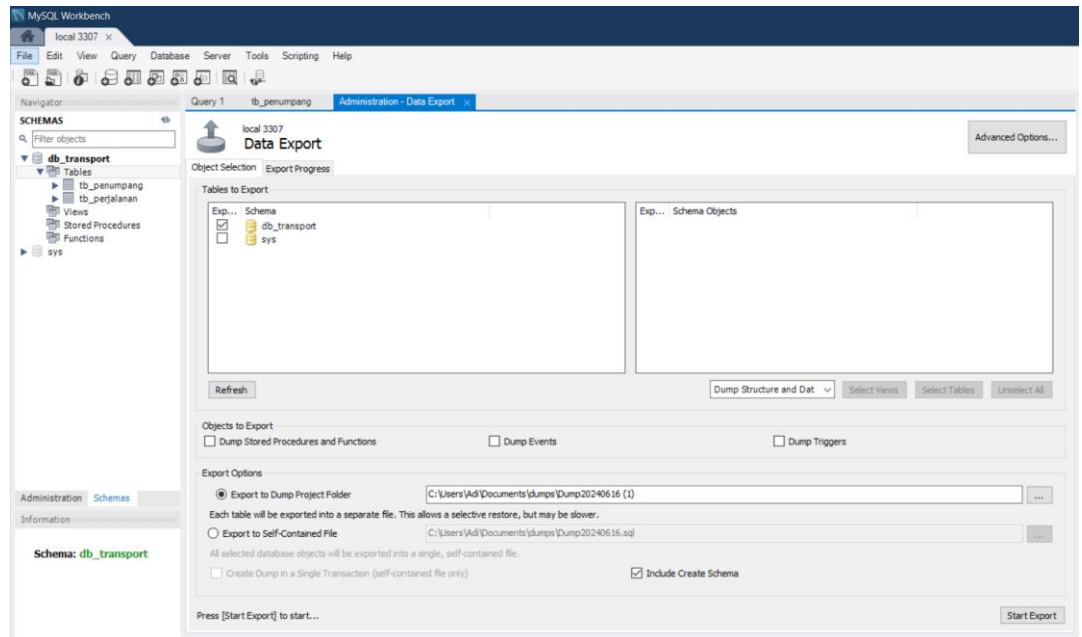 MySQL Workbench
local 3307
File Edit View Query Database Server Tools Scripting Help
Navigator
SCHEMAS
Filter objects
db_transport
Tables
tb_penumpang
tb_perjalanan
Views
Stored Procedures
Functions
sys
Administration Schemas
Information
Schema: db_transport
Query 1 tb_penumpang Administration - Data Export
local 3307
Data Export
Advanced Options...
Object Selection Export Progress
Tables to Export
Exp... Schema
db_transport
sys
Exp... Schema Objects
Refresh
Dump Structure and Dat Select Views Select Tables Unselect All
Objects to Export
Dump Stored Procedures and Functions Dump Events Dump Triggers
Export Options
Export to Dump Project Folder C:\Users\Adi\Documents\dumps\Dump20240616 (1) ...
Each table will be exported into a separate file. This allows a selective restore, but may be slower.
Export to Self-Contained File C:\Users\Adi\Documents\dumps\Dump20240616.sql ...
All selected database objects will be exported into a single, self-contained file.
Create Dump in a Single Transaction (self-contained file only) Include Create Schema
Press [Start Export] to start...
Start Export